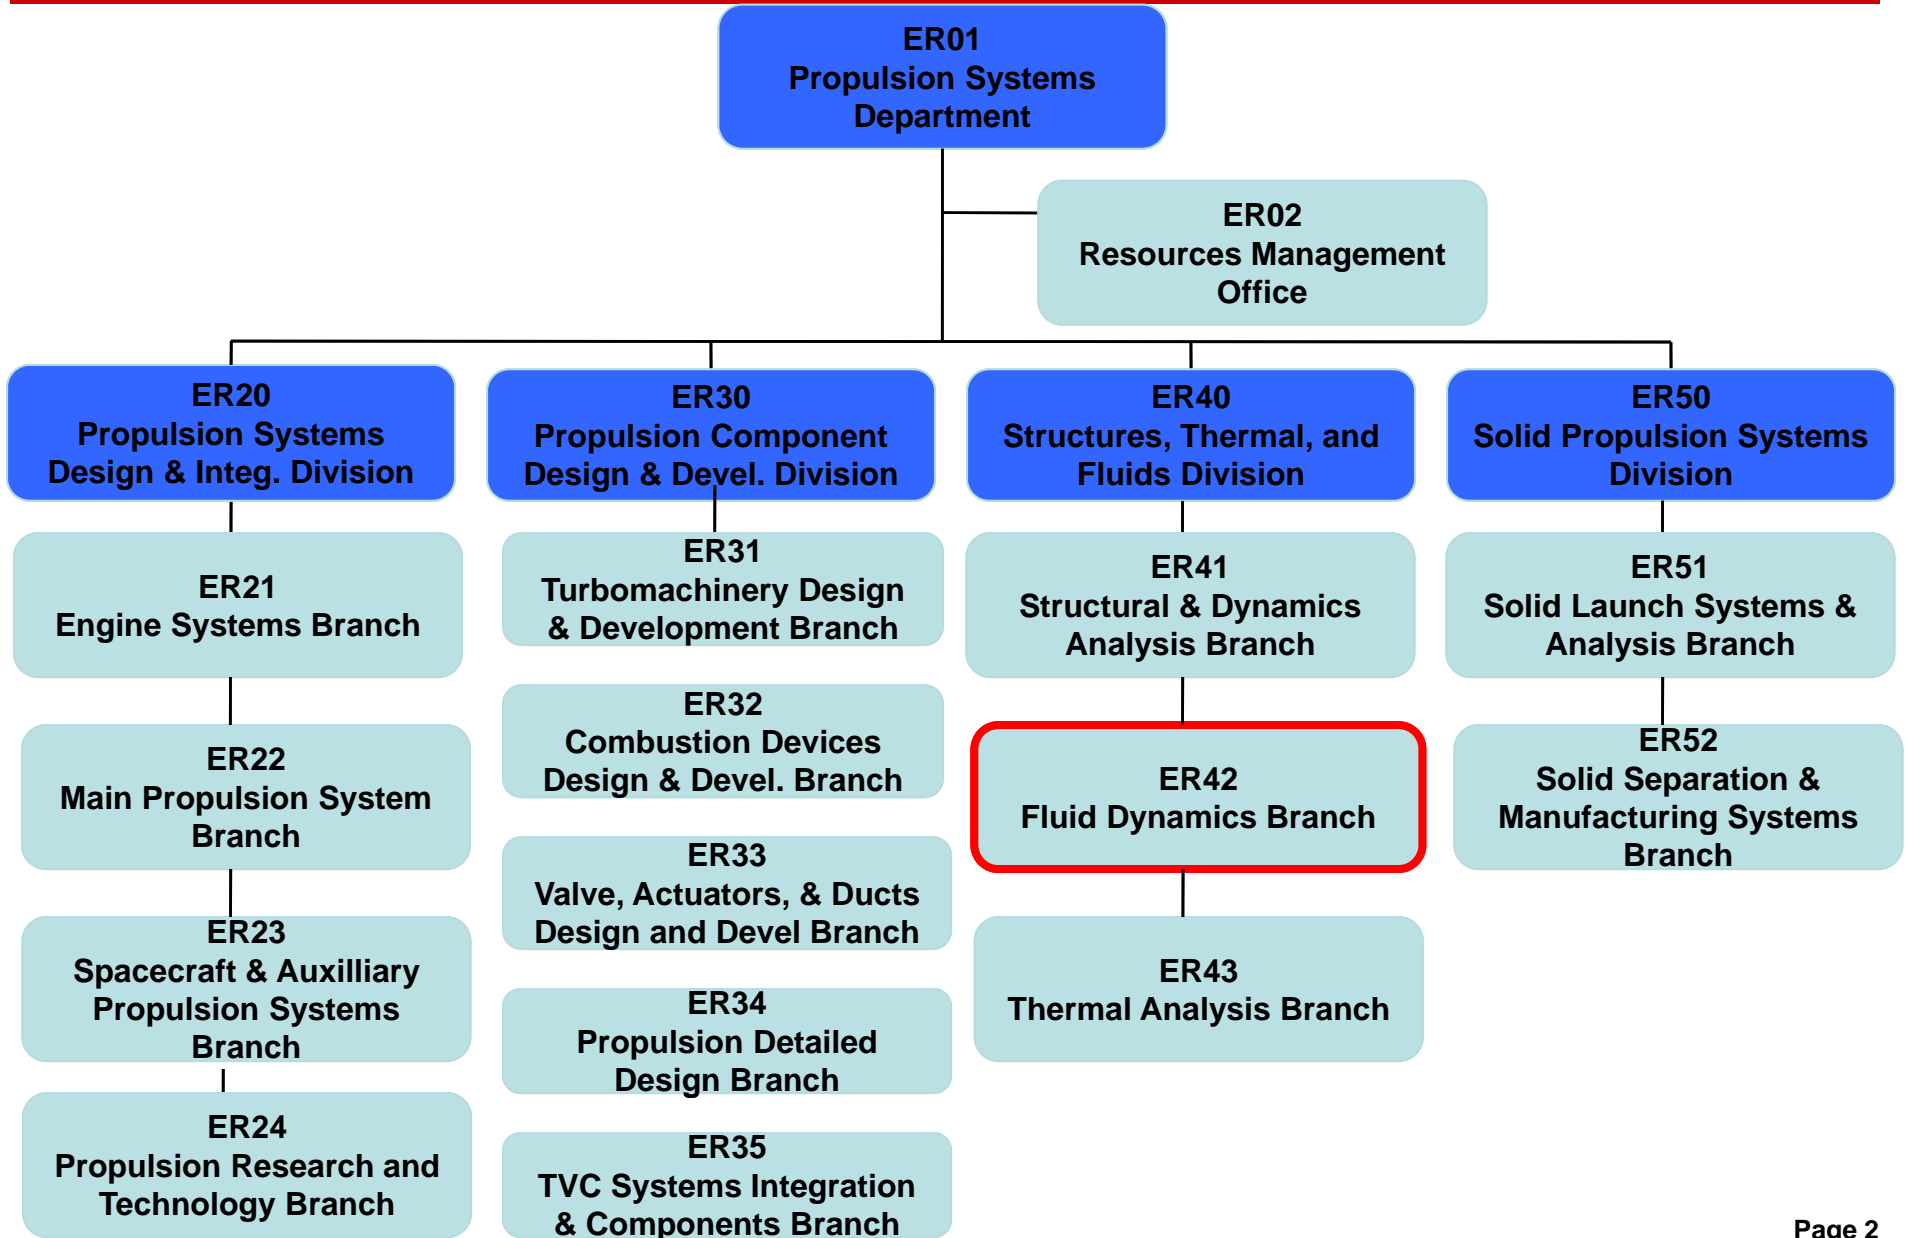 ER01
Propulsion Systems
Department
ER02
Resources Management
Office
ER20
Propulsion Systems
Design & Integ. Division
ER21
Engine Systems Branch
ER22
Main Propulsion System
Branch
ER23
Spacecraft & Auxilliary
Propulsion Systems
Branch
ER24
Propulsion Research and
Technology Branch
ER30
Propulsion Component
Design & Devel. Division
ER31
Turbomachinery Design
& Development Branch
ER32
Combustion Devices
Design & Devel. Branch
ER33
Valve, Actuators, & Ducts
Design and Devel Branch
ER34
Propulsion Detailed
Design Branch
ER35
TVC Systems Integration
& Components Branch
ER40
Structures, Thermal, and
Fluids Division
ER41
Structural & Dynamics
Analysis Branch
ER42
Fluid Dynamics Branch
ER43
Thermal Analysis Branch
ER50
Solid Propulsion Systems
Division
ER51
Solid Launch Systems &
Analysis Branch
ER52
Solid Separation &
Manufacturing Systems
Branch
Page 2